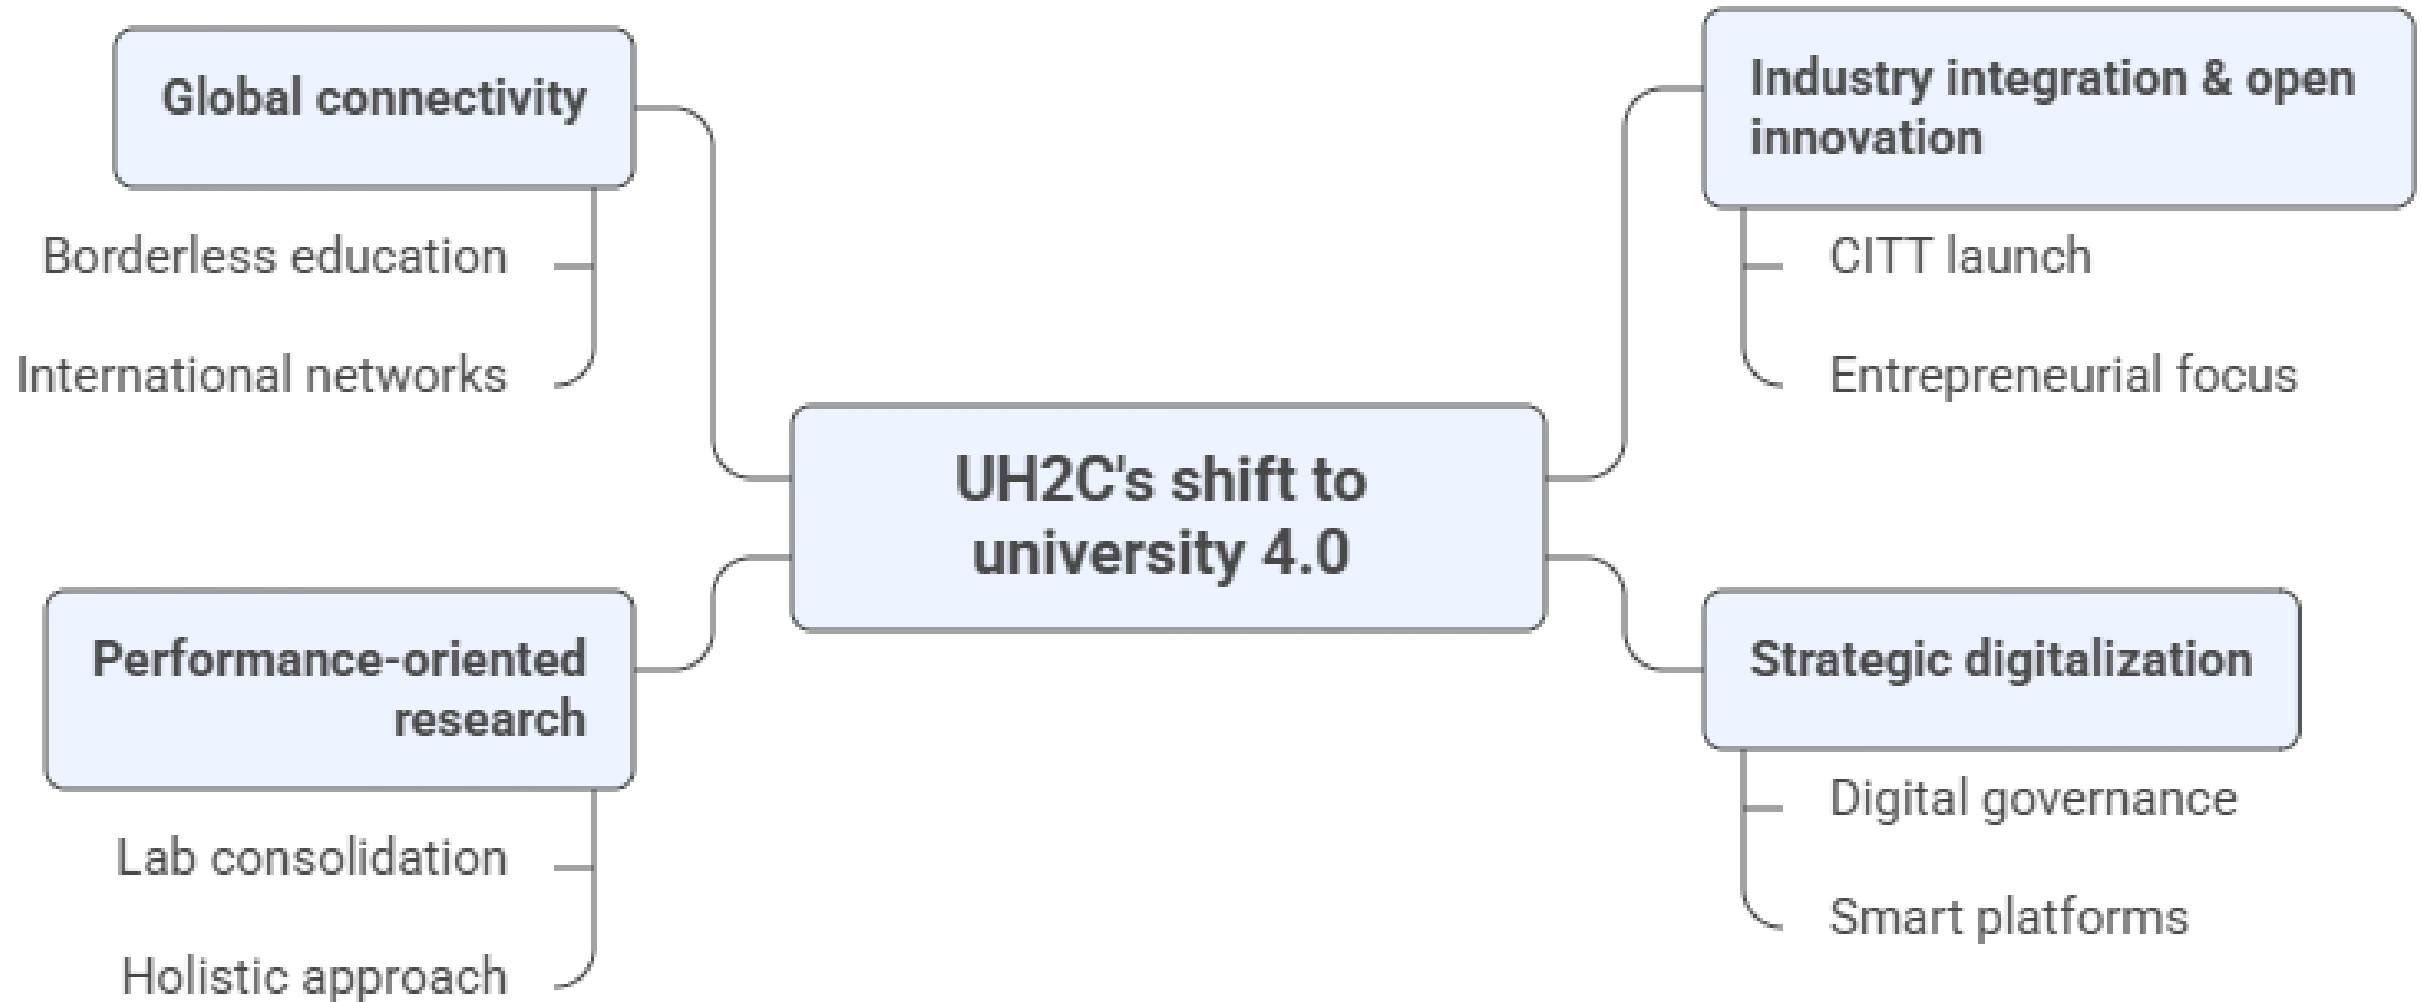 Global connectivity
Borderless education
International networks
Industry integration & open
innovation
CITT launch
Entrepreneurial focus
UH2C's shift to
university 4.0
Performance-oriented
research
Lab consolidation
Holistic approach
Strategic digitalization
Digital governance
Smart platforms